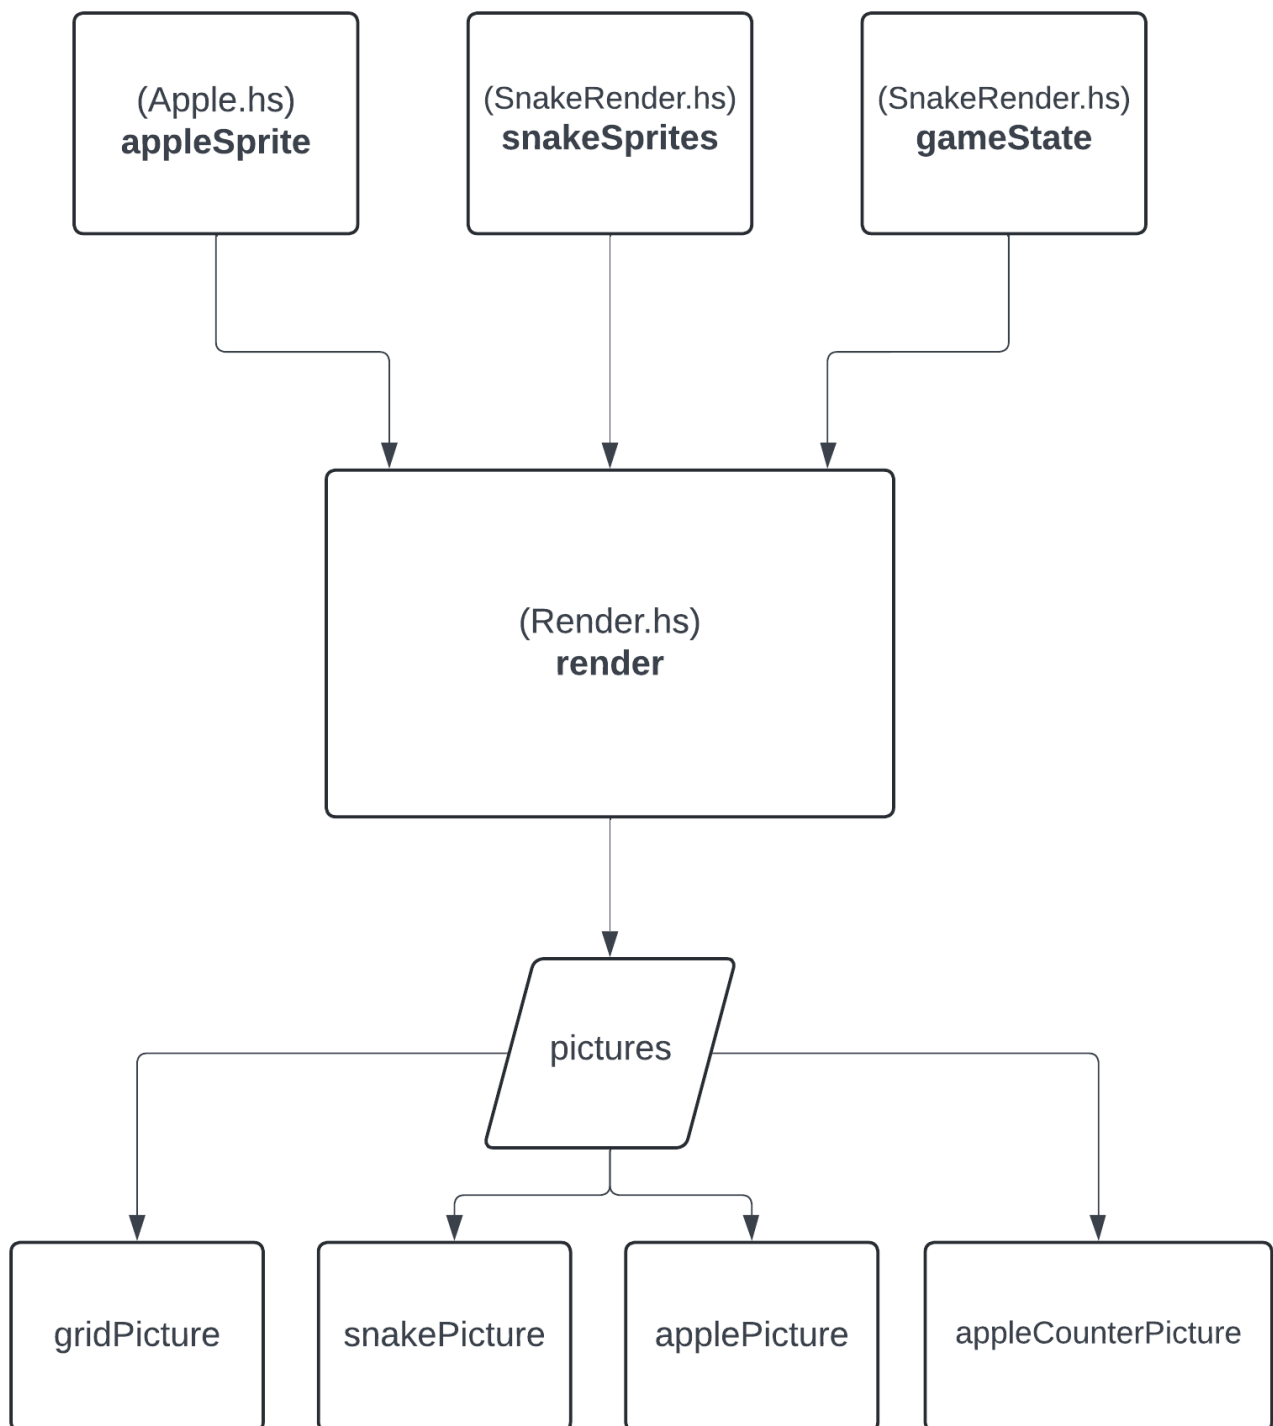 (Apple.hs)
appleSprite
(SnakeRender.hs)
snakeSprites
(SnakeRender.hs)
gameState
(Render.hs)
render
pictures
gridPicture
snakePicture
applePicture
appleCounterPicture